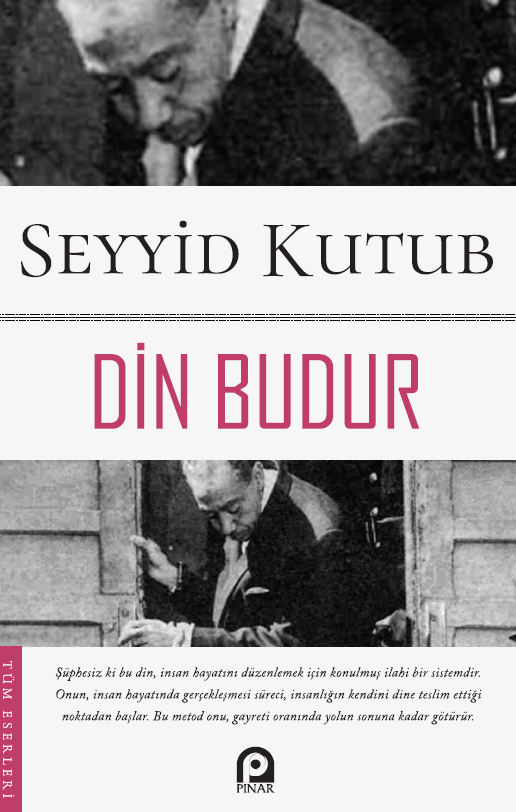 SEYYİD KUTUB
DİN BUDUR
Şüphesiz ki bu din, insan hayatını düzenlemek için konulmuş ilahi bir sistemdir.
Onun, insan hayatında gerçekleşmesi süreci, insanlığın kendini dine teslim ettiği
noktadan başlar. Bu metod onu, gayreti oranında yolun sonuna kadar götürür.
TÜM ESERLERİ
PINAR